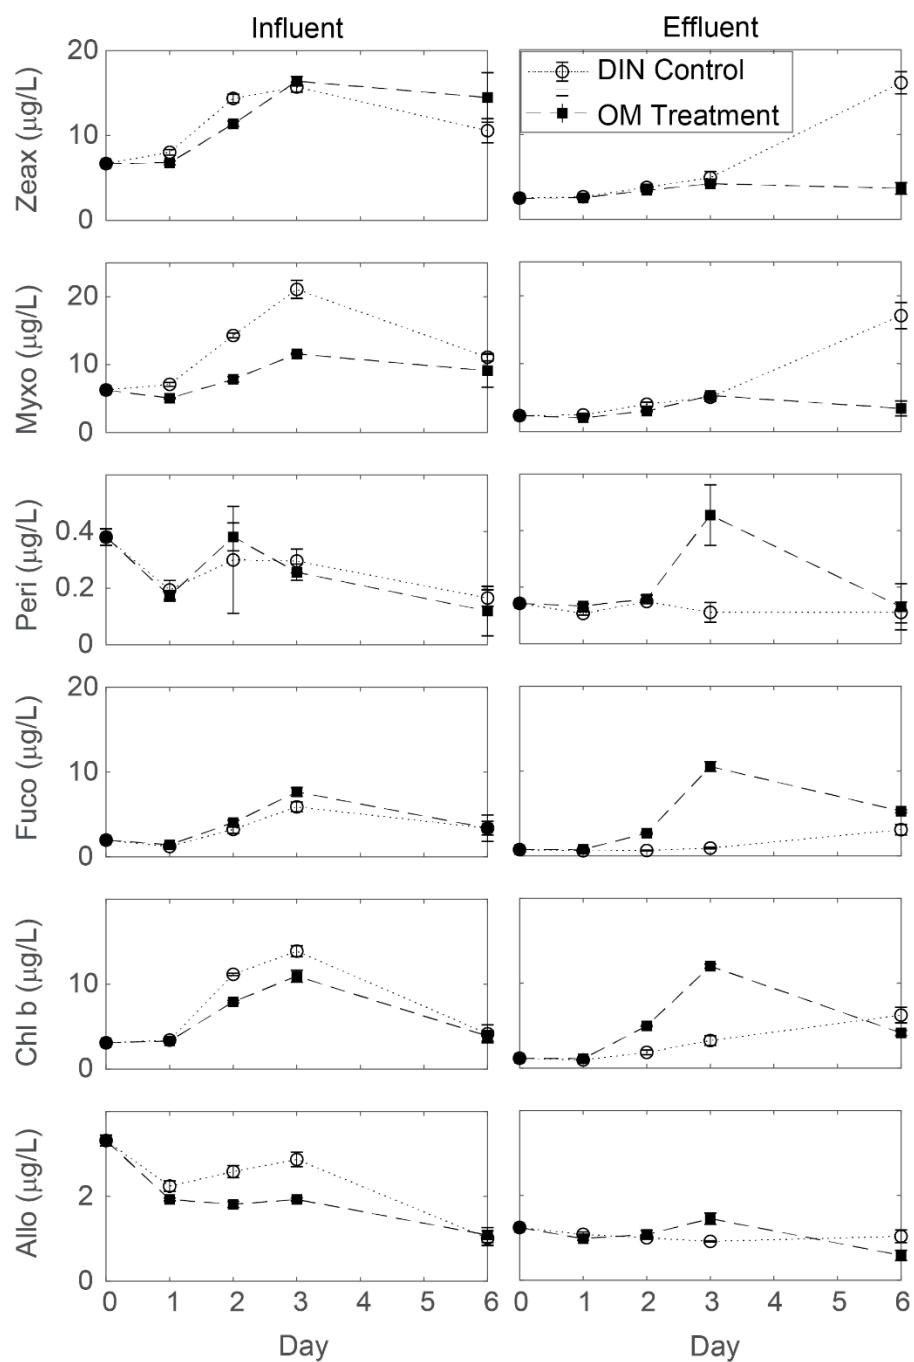 Influent
Effluent
20
10
0
Zeax (μg/L)
DIN Control
OM Treatment
20
10
0
Myxo (μg/L)
0.4
0.2
0
Peri (μg/L)
20
10
0
Fuco (μg/L)
10
0
Chl b (μg/L)
2
0
Allo (μg/L)
0 1 2 3 4 5 6
0 1 2 3 4 5 6
Day
Day